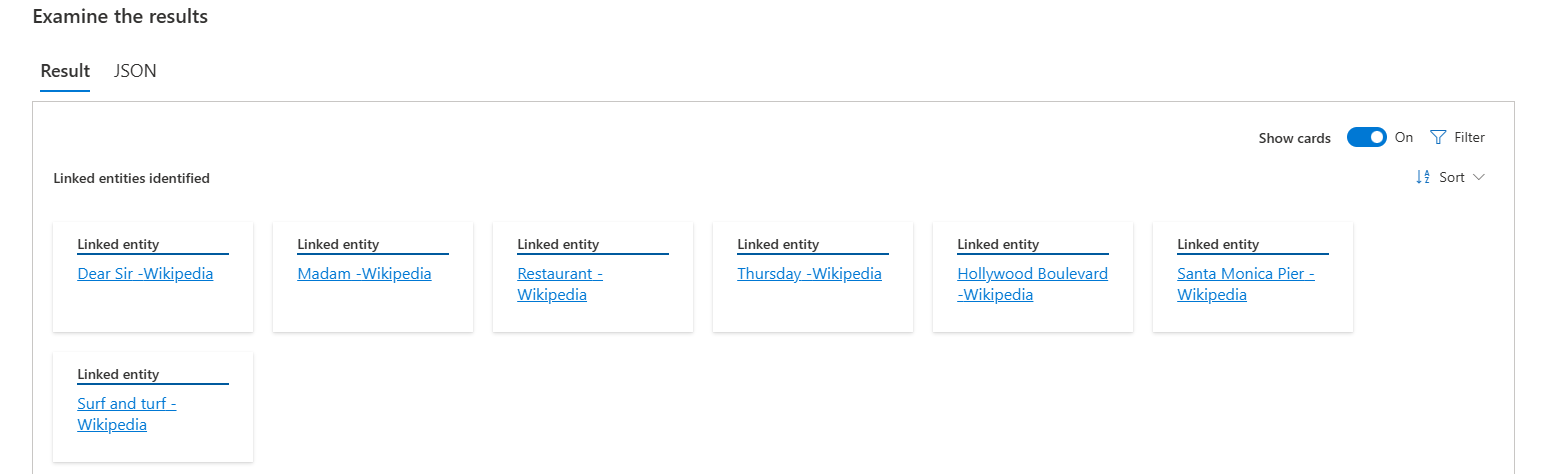 Examine the results
Result JSON
Show cards On Filter
Linked entities identified Sort
Linked entity Linked entity Linked entity Linked entity Linked entity Linked entity
Dear Sir -Wikipedia Madam -Wikipedia Restaurant - Thursday -Wikipedia Hollywood Boulevard Santa Monica Pier -
Wikipedia -Wikipedia Wikipedia
Linked entity
Surf and turf -
Wikipedia